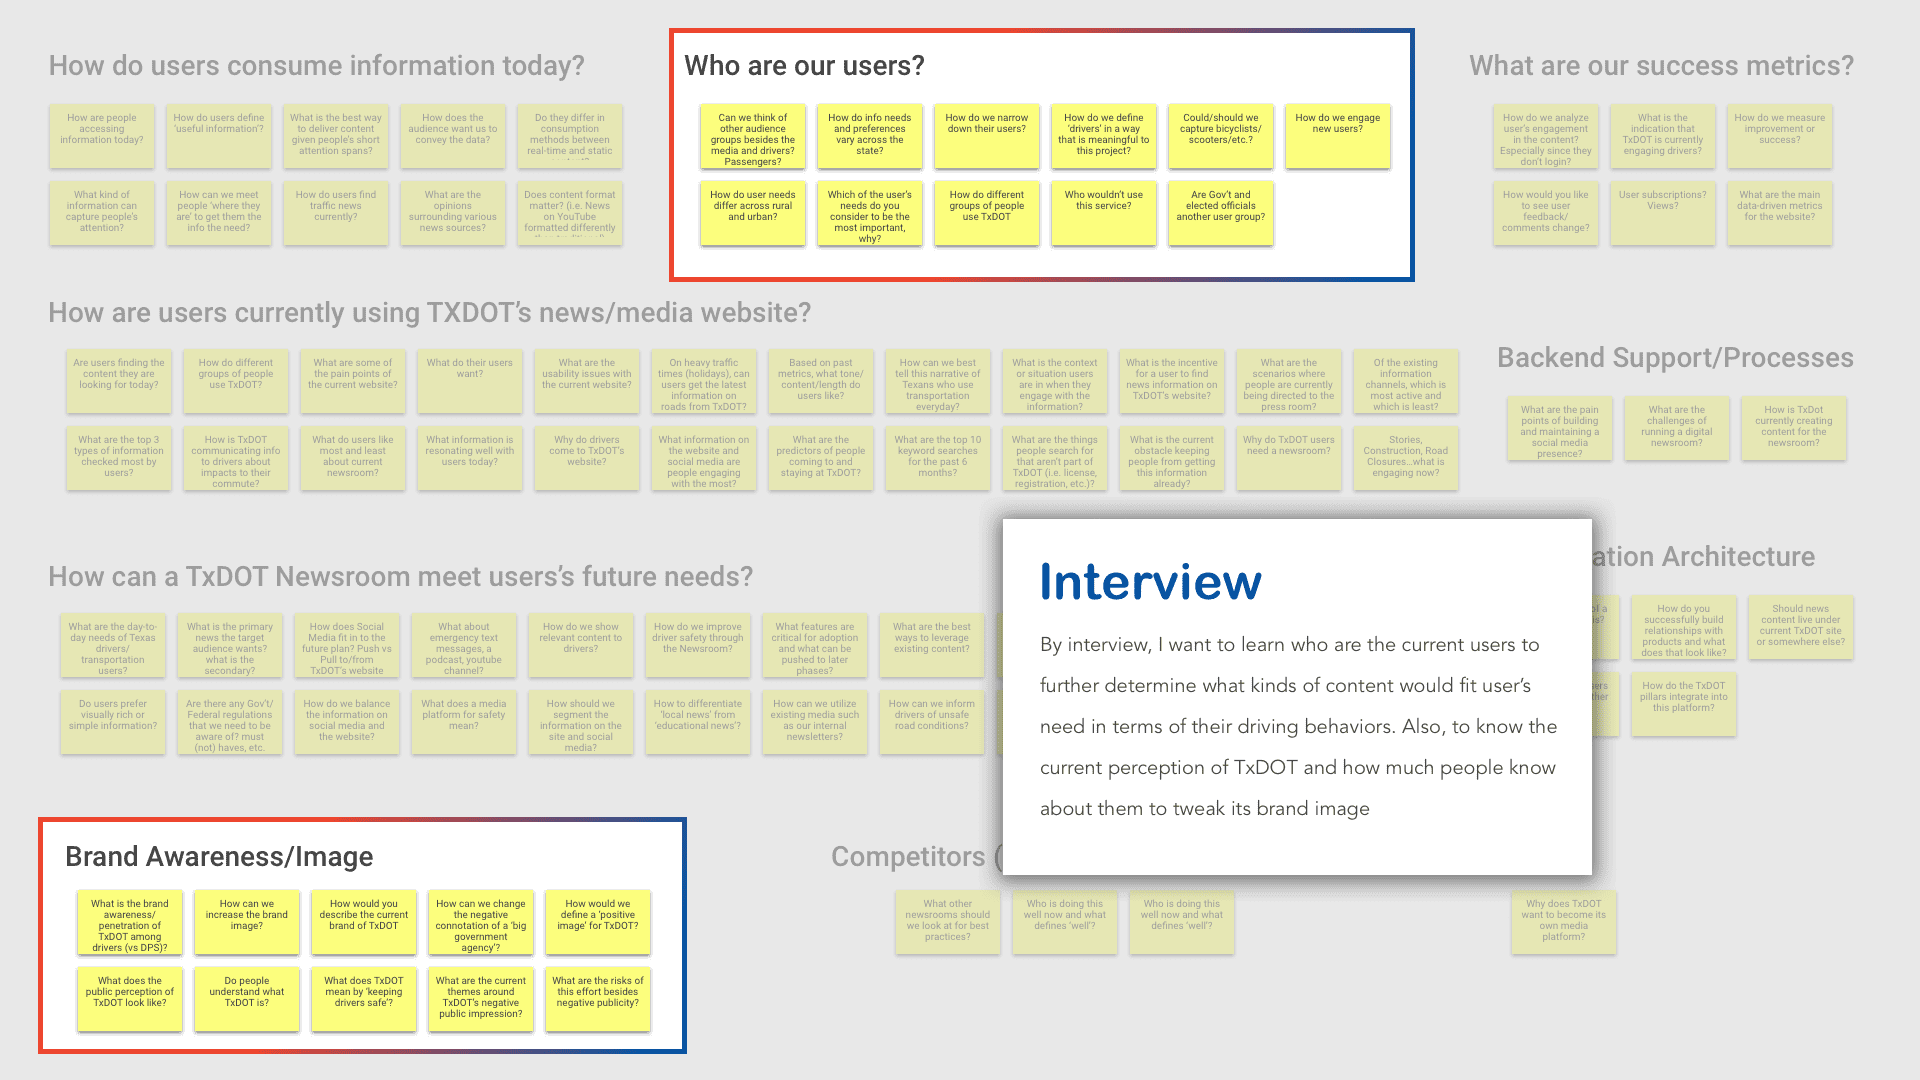 How do users consume information today?
How are people
accessing
information today?
How do users define
‘useful information’?
What is the best way
to deliver content
given people’s short
attention spans?
How does the
audience want us to
convey the data?
Do they differ in
consumption
methods between
real-time and static
What kind of
information can
capture people’s
attention?
How can we meet
people ‘where they
are’ to get them the
info the need?
How do users find
traffic news
currently?
What are the
opinions
surrounding various
news sources?
Does content format
matter? (i.e. News
on YouTube
formatted differently
Who are our users?
Can we think of
other audience
groups besides the
media and drivers?
Passengers?
How do info needs
and preferences
vary across the
state?
How do we narrow
down their users?
How do we define
‘drivers’ in a way
that is meaningful to
this project?
Could/should we
capture bicyclists/
scooters/etc.?
How do we engage
new users?
How do user needs
differ across rural
and urban?
Which of the user’s
needs do you
consider to be the
most important,
why?
How do different
groups of people
use TxDOT
Who wouldn’t use
this service?
Are Gov’t and
elected officials
another user group?
What are our success metrics?
How do we analyze
user’s engagement
in the content?
Especially since they
don’t login?
What is the
indication that
TxDOT is currently
engaging drivers?
How do we measure
improvement or
success?
How would you like
to see user
feedback/
comments change?
User subscriptions?
Views?
What are the main
data-driven metrics
for the website?
How are users currently using TXDOT’s news/media website?
Are users finding the
content they are
looking for today?
How do different
groups of people
use TxDOT?
What are some of
the pain points of
the current website?
What do their users
want?
What are the
usability issues with
the current website?
On heavy traffic
times (holidays), can
users get the latest
information on
roads from TxDOT?
Based on past
metrics, what tone/
content/length do
users like?
How can we best
tell this narrative of
Texans who use
transportation
everyday?
What is the context
or situation users
are in when they
engage with the
information?
What is the incentive
for a user to find
news information on
TxDOT’s website?
What are the
scenarios where
people are currently
being directed to the
press room?
Of the existing
information
channels, which is
most active and
which is least?
What are the top 3
types of information
checked most by
users?
How is TxDOT
communicating info
to drivers about
impacts to their
commute?
What do users like
most and least
about current
newsroom?
What information is
resonating well with
users today?
Why do drivers
come to TxDOT’s
website?
What information on
the website and
social media are
people engaging
with the most?
What are the
predictors of people
coming to and
staying at TxDOT?
What are the top 10
keyword searches
for the past 6
months?
What are the things
people search for
that aren’t part of
TxDOT (i.e. license,
registration, etc.)?
What is the current
obstacle keeping
people from getting
this information
already?
Why do TxDOT users
need a newsroom?
Stories,
Construction, Road
Closures...what is
engaging now?
Backend Support/Processes
What are the pain
points of building
and maintaining a
social media
presence?
What are the
challenges of
running a digital
newsroom?
How is TxDot
currently creating
content for the
newsroom?
How can a TxDOT Newsroom meet users’s future needs?
What are the day-to-
day needs of Texas
drivers/
transportation
users?
What is the primary
news the target
audience wants?
what is the
secondary?
How does Social
Media fit in to the
future plan? Push vs
Pull to/from
TxDOT’s website
What about
emergency text
messages, a
podcast, youtube
channel?
How do we show
relevant content to
drivers?
How do we improve
driver safety through
the Newsroom?
What features are
critical for adoption
and what can be
pushed to later
phases?
What are the best
ways to leverage
existing content?
Do users prefer
visually rich or
simple information?
Are there any Gov’t/
Federal regulations
that we need to be
aware of? must
(not) haves, etc.
How do we balance
the information on
social media and
the website?
What does a media
platform for safety
mean?
How should we
segment the
information on the
site and social
media?
How to differentiate
‘local news’ from
‘educational news’?
How can we utilize
existing media such
as our internal
newsletters?
How can we inform
drivers of unsafe
road conditions?
Interview
By interview, I want to learn who are the current users to
further determine what kinds of content would fit user’s
need in terms of their driving behaviors. Also, to know the
current perception of TxDOT and how much people know
about them to tweak its brand image
ation Architecture
How do you
successfully build
relationships with
products and what
does that look like?
Should news
content live under
current TxDOT site
or somewhere else?
How do the TxDOT
pillars integrate into
this platform?
Brand Awareness/Image
What is the brand
awareness/
penetration of
TxDOT among
drivers (vs DPS)?
How can we
increase the brand
image?
How would you
describe the current
brand of TxDOT
How can we change
the negative
connotation of a ‘big
government
agency’?
How would we
define a ‘positive
image’ for TxDOT?
What does the
public perception of
TxDOT look like?
Do people
understand what
TxDOT is?
What does TxDOT
mean by ‘keeping
drivers safe’?
What are the current
themes around
TxDOT’s negative
public impression?
What are the risks of
this effort besides
negative publicity?
Competitors (
What other
newsrooms should
we look at for best
practices?
Who is doing this
well now and what
defines ‘well’?
Who is doing this
well now and what
defines ‘well’?
Why does TxDOT
want to become its
own media
platform?